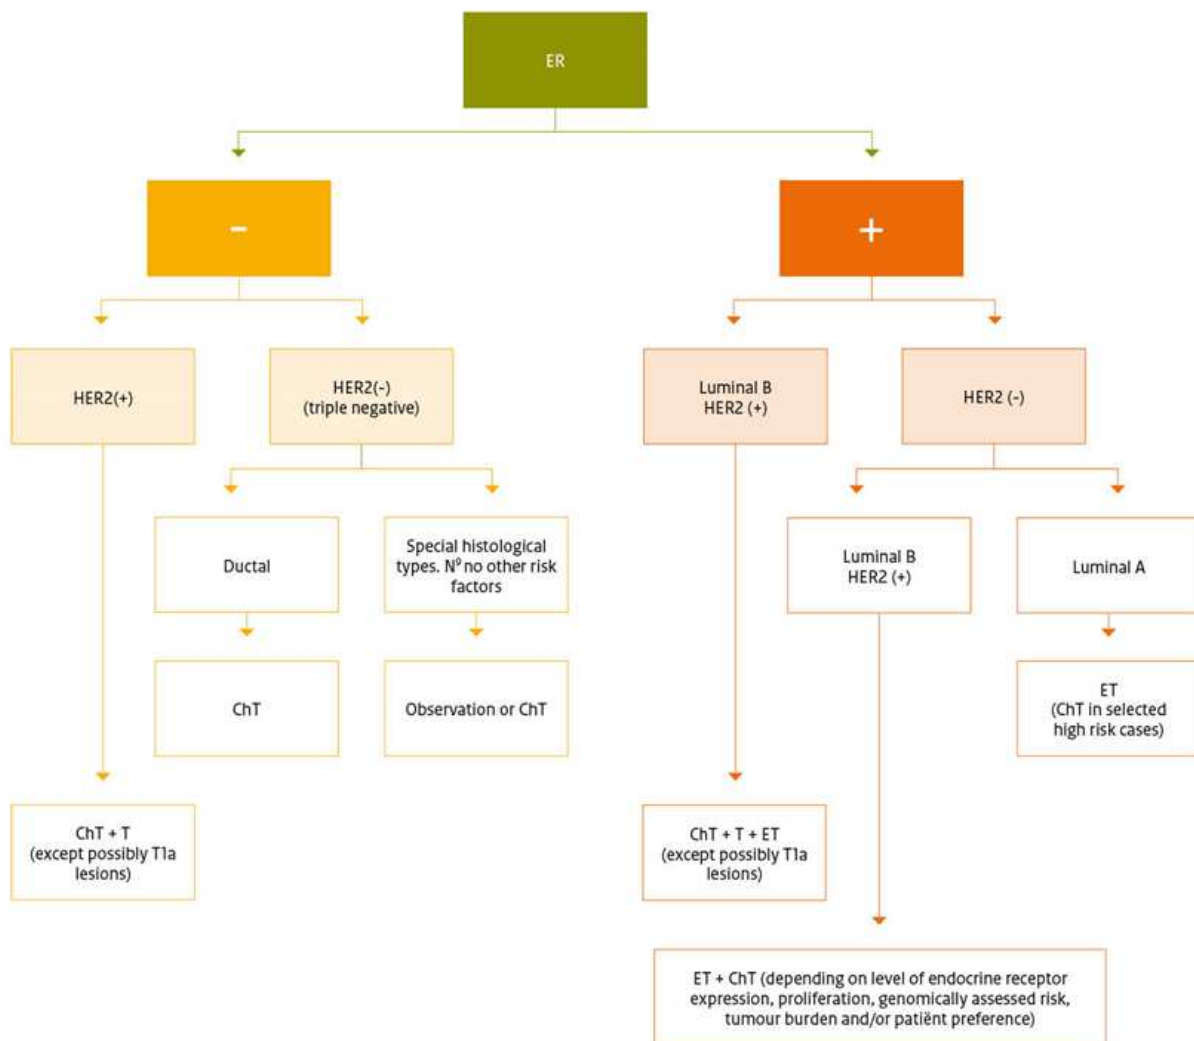 ER
-
+
HER2(+)
HER2(-)
(triple negative)
Luminal B
HER2 (+)
HER2 (-)
Ductal
Special histological
types. N⁰ no other risk
factors
Luminal B
HER2 (+)
Luminal A
ChT
Observation or ChT
ET
(ChT in selected
high risk cases)
ChT + T
(except possibly T1a
lesions)
ChT + T + ET
(except possibly T1a
lesions)
ET + ChT (depending on level of endocrine receptor
expression, proliferation, genomically assessed risk,
tumour burden and/or patiënt preference)